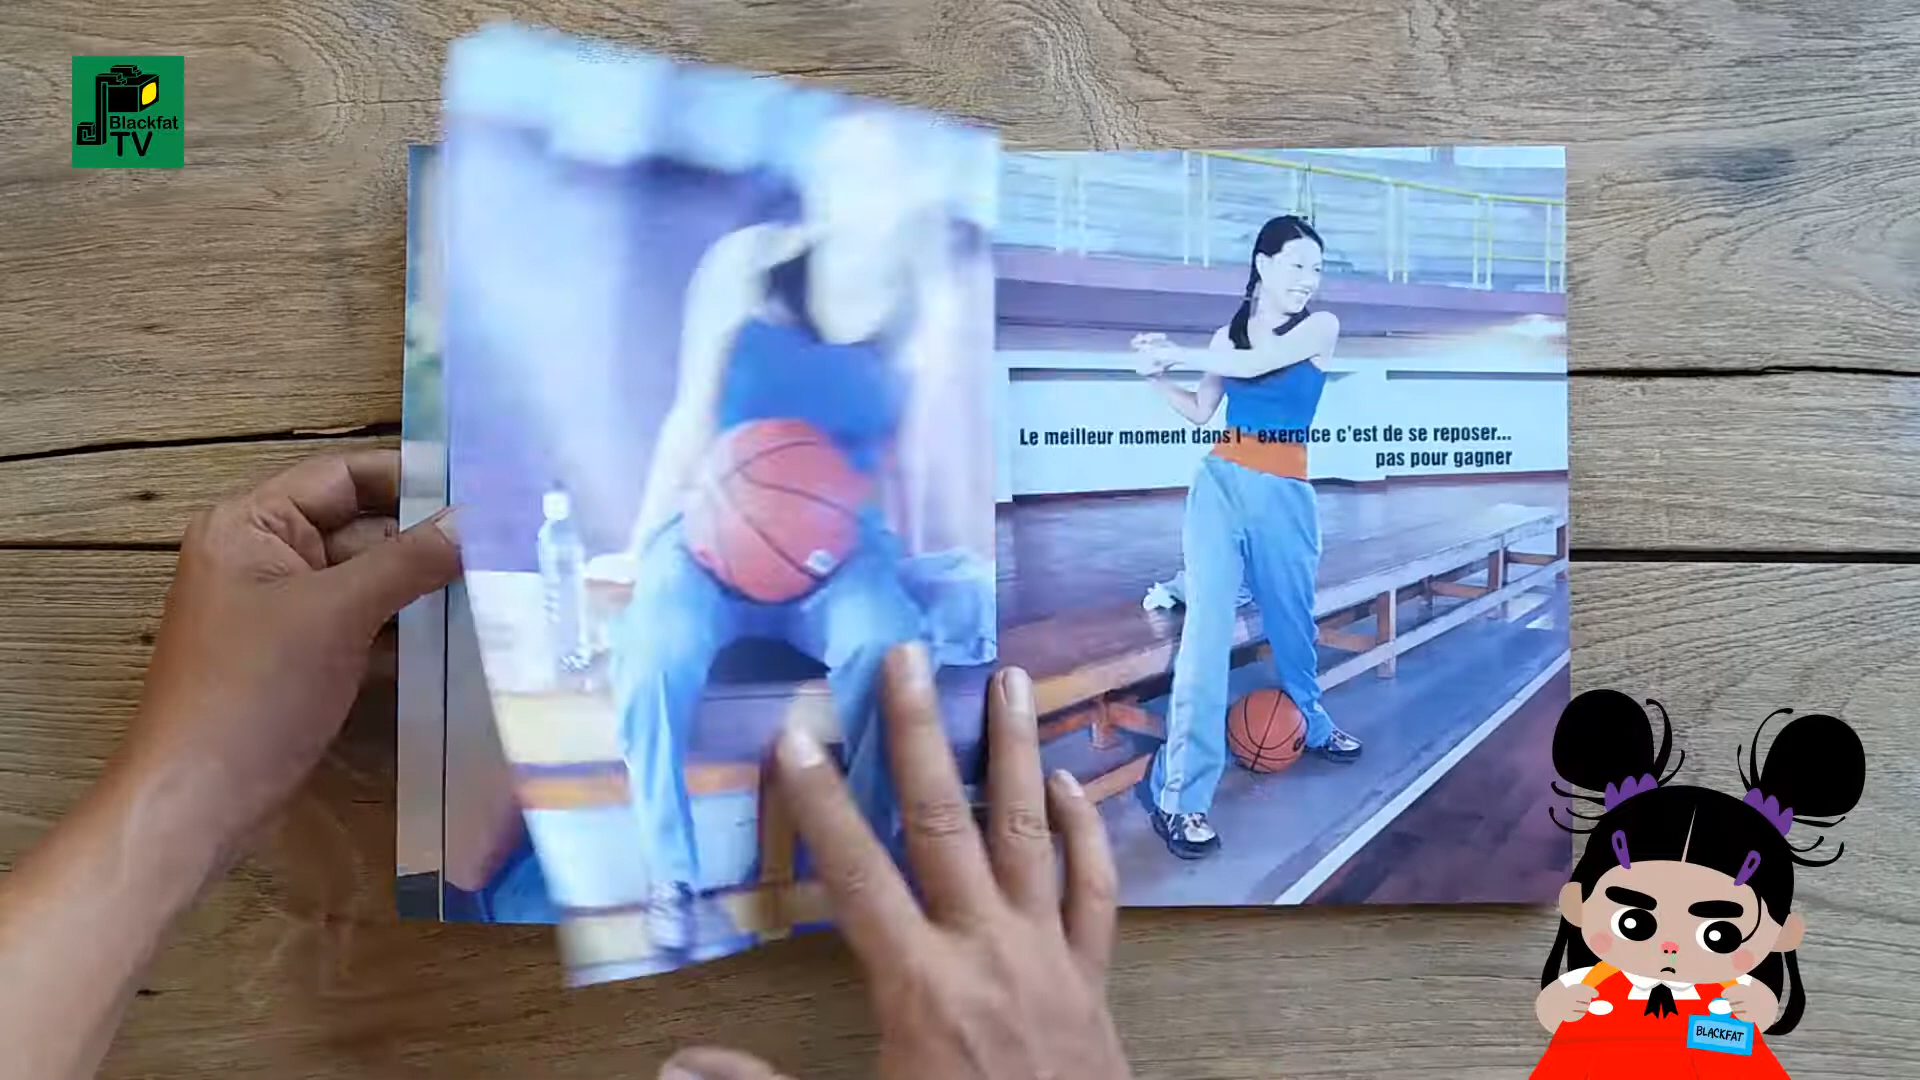 Blackfat
TV
Le meilleur moment dans l' exercice c'est de se reposer...
pas pour gagner
BLACKFAT